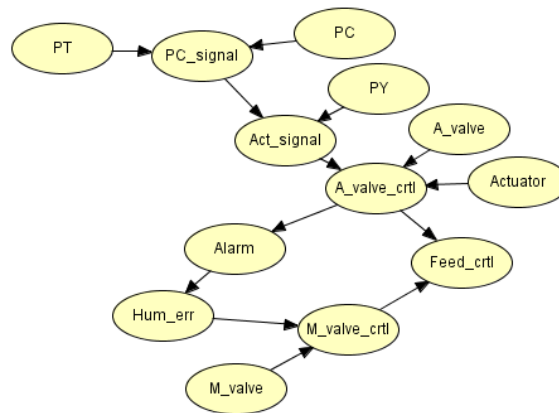 PC
PT
PC_signal
PY
A_valve
Act_signal
Actuator
A_valve_crtl
Alarm
Feed_crtl
Hum_err
M_valve_crtl
M_valve